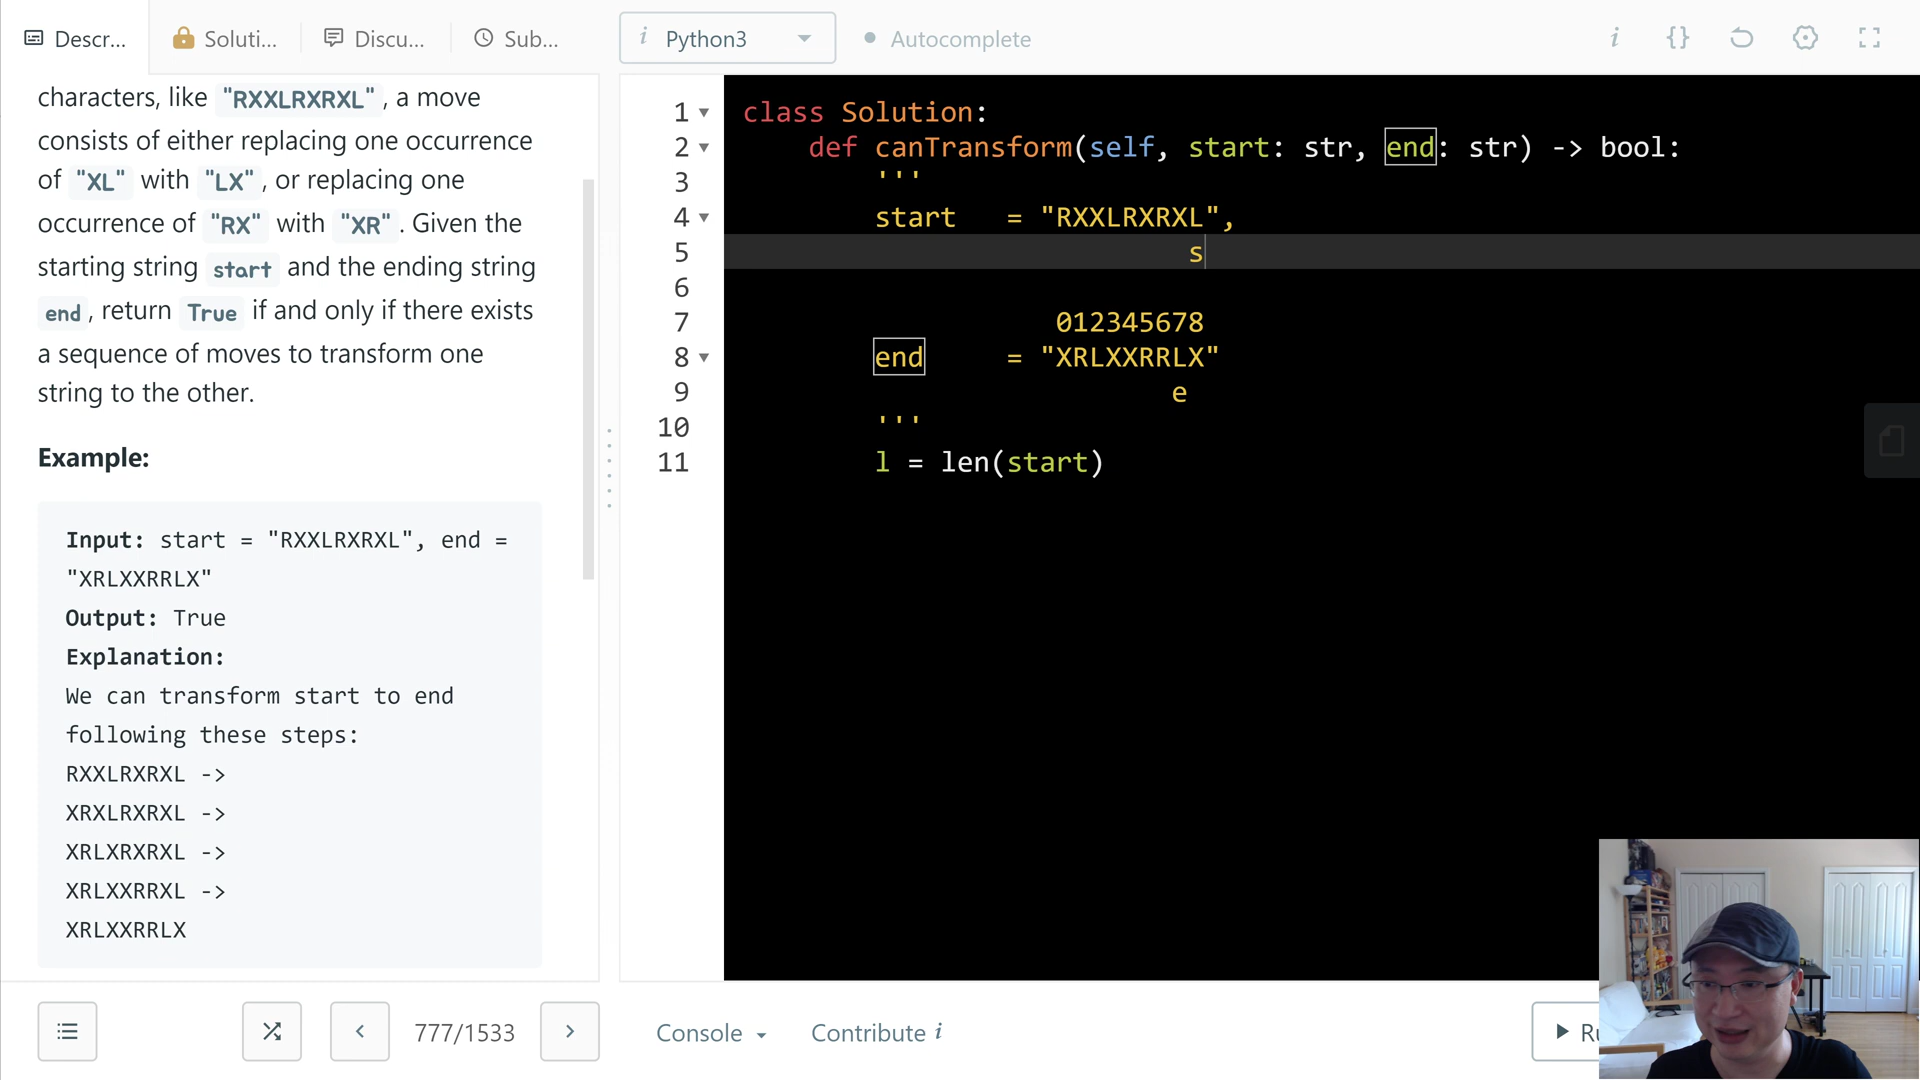 Descr...
Soluti...
Discu...
Sub...
Python3
Autocomplete
i
{}
characters, like "RXXLRXRXL", a move
consists of either replacing one occurrence
of "XL" with "LX", or replacing one
occurrence of "RX" with "XR". Given the
starting string start and the ending string
end, return True if and only if there exists
a sequence of moves to transform one
string to the other.
Example:
Input: start = "RXXLRXRXL", end =
"XRLXXRRLX"
Output: True
Explanation:
We can transform start to end
following these steps:
RXXLRXRXL ->
XRXLRXRXL ->
XRLXRXRXL ->
XRLXXRRXL ->
XRLXXRRLX
1 class Solution:
2 def canTransform(self, start: str, end: str) -> bool:
3 '''
4 start = "RXXLRXRXL",
5 s
6
7 012345678
8 end = "XRLXXRRLX"
9 e
10 '''
11 l = len(start)
777/1533
Console
Contribute i